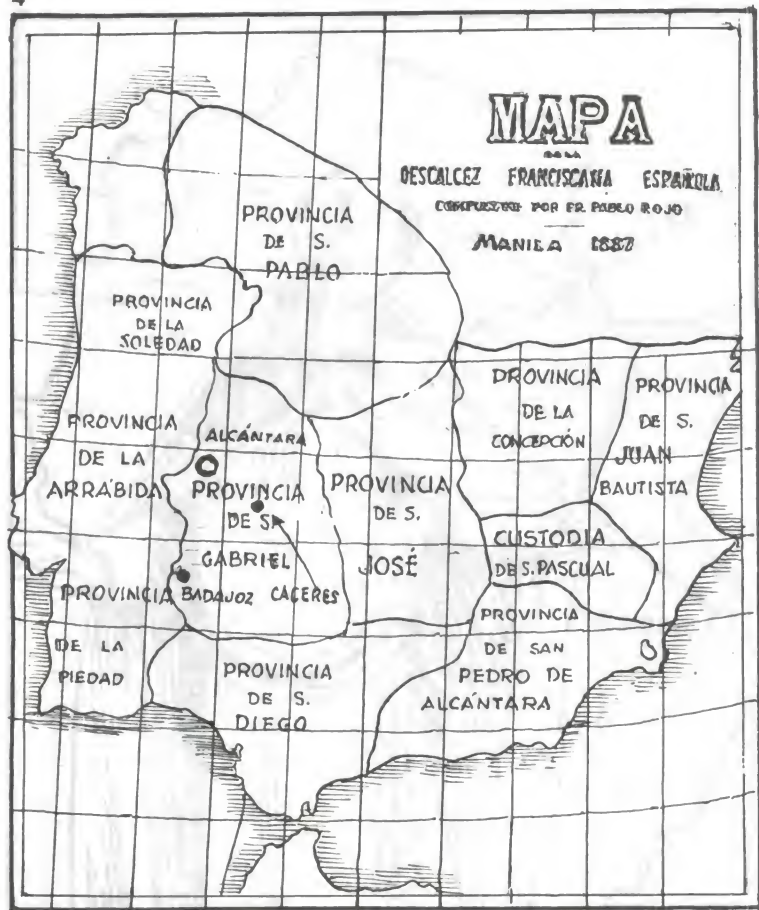 MAPA
DE LA
DESCALCEZ FRANCISCANA ESPAÑOLA
COMPUESTO POR FR. PABLO ROJO
MANILA 1887
PROVINCIA
DE S.
PABLO
PROVINCIA
DE LA
SOLEDAD
PROVINCIA
DE LA
CONCEPCIÓN
PROVINCIA
DE S.
JUAN
BAUTISTA
PROVINCIA
DE LA
ARRÁBIDA
ALCÁNTARA
PROVINCIA
DE S.
GABRIEL
BADAJOZ
CÁCERES
PROVINCIA
DE S.
JOSÉ
CUSTODIA
DE S. PASCUAL
PROVINCIA
DE LA
PIEDAD
PROVINCIA
DE S.
DIEGO
PROVINCIA
DE SAN
PEDRO DE
ALCÁNTARA